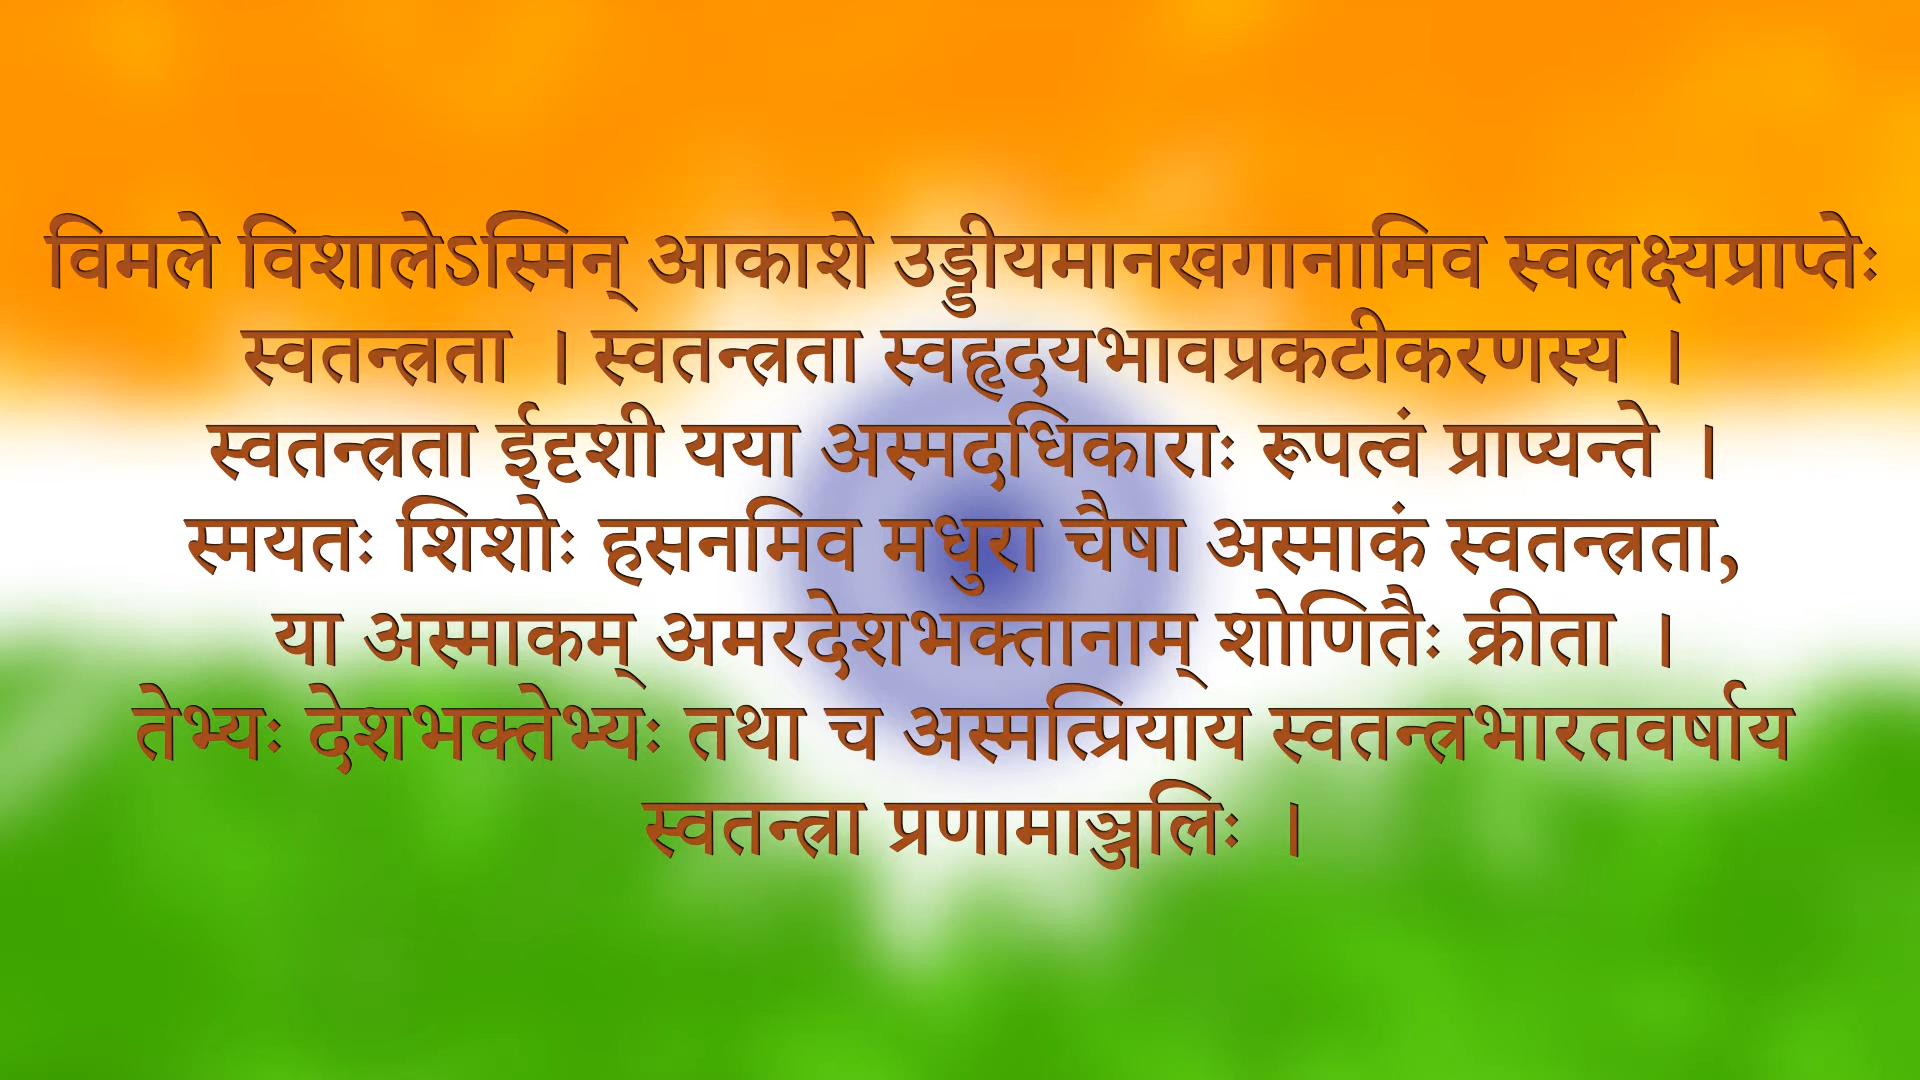 विमले विशालेऽस्मिन् आकाशे उड्डीयमानखगानामिव स्वलक्ष्यप्राप्तेः
स्वतन्त्रता । स्वतन्त्रता स्वहृदयभावप्रकटीकरणस्य ।
स्वतन्त्रता ईदृशी यया अस्मदधिकाराः रूपत्वं प्राप्यन्ते ।
स्मयतः शिशोः हसनमिव मधुरा चैषा अस्माकं स्वतन्त्रता,
या अस्माकम् अमरदेशभक्तानाम् शोणितैः क्रीता ।
तेभ्यः देशभक्तेभ्यः तथा च अस्मत्प्रियाय स्वतन्त्रभारतवर्षाय
स्वतन्त्रा प्रणामाञ्जलिः ।